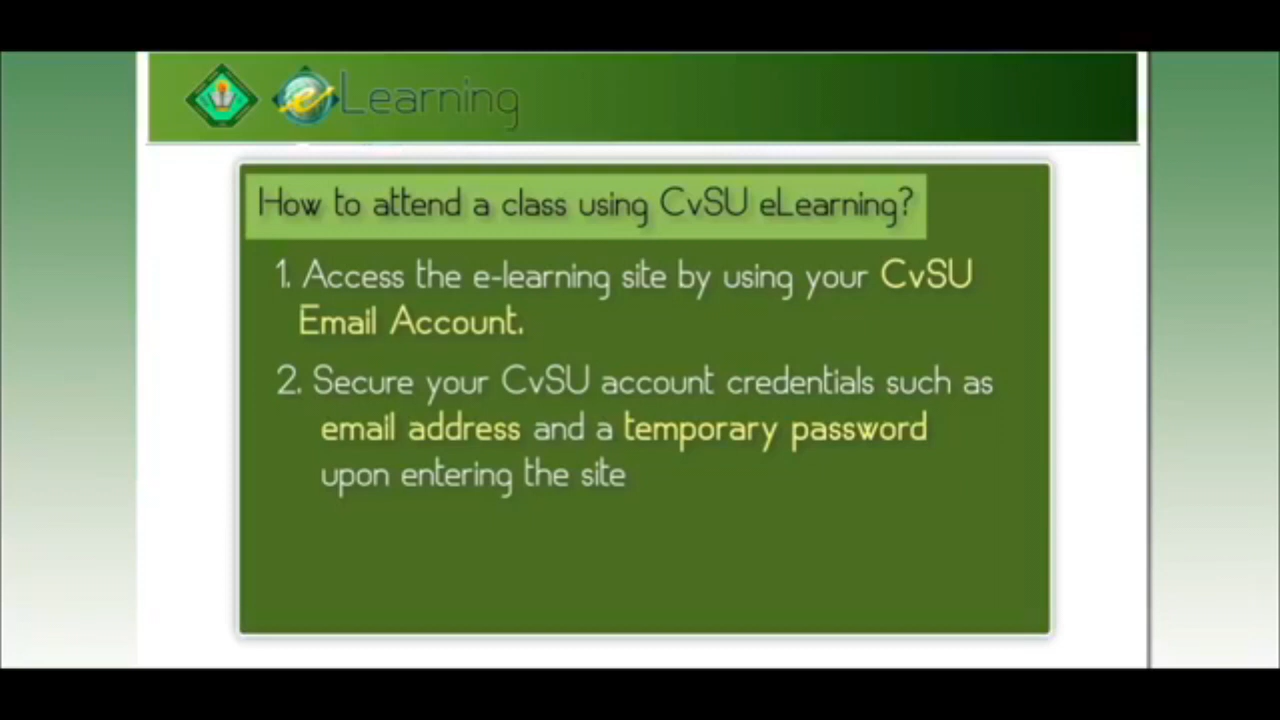 eLearning
How to attend a class using CvSU eLearning?
1. Access the e-learning site by using your CvSU
Email Account.
2. Secure your CvSU account credentials such as
email address and a temporary password
upon entering the site